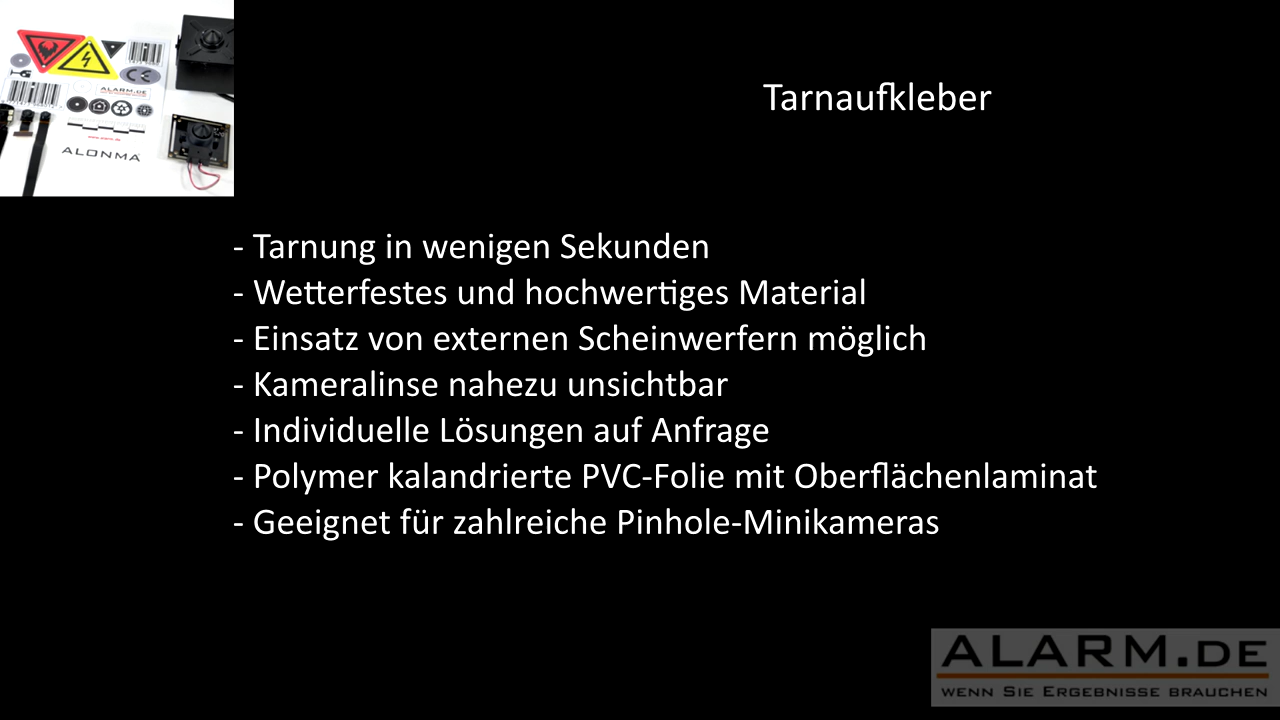 CE
ALARM.DE
ALONMA
Tarnaufkleber
- Tarnung in wenigen Sekunden
- Wetterfestes und hochwertiges Material
- Einsatz von externen Scheinwerfern möglich
- Kameralinse nahezu unsichtbar
- Individuelle Lösungen auf Anfrage
- Polymer kalandrierte PVC-Folie mit Oberflächenlaminat
- Geeignet für zahlreiche Pinhole-Minikameras
ALARM.DE
WENN SIE ERGEBNISSE BRAUCHEN